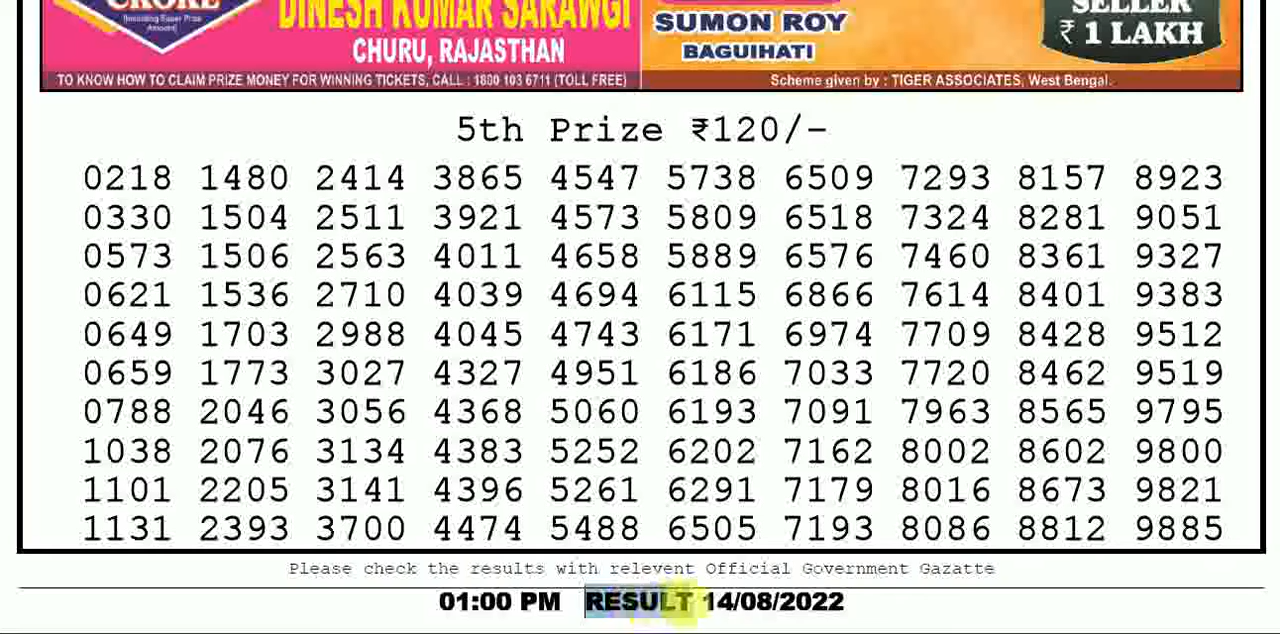 CRORE
(Including Super Prize Amount)
DINESH KUMAR SARAWGI
CHURU, RAJASTHAN
SUMON ROY
BAGUIHATI
SELLER
₹ 1 LAKH
TO KNOW HOW TO CLAIM PRIZE MONEY FOR WINNING TICKETS, CALL : 1800 103 6711 (TOLL FREE)
Scheme given by : TIGER ASSOCIATES, West Bengal.
5th Prize ₹120/-
0218 1480 2414 3865 4547 5738 6509 7293 8157 8923
0330 1504 2511 3921 4573 5809 6518 7324 8281 9051
0573 1506 2563 4011 4658 5889 6576 7460 8361 9327
0621 1536 2710 4039 4694 6115 6866 7614 8401 9383
0649 1703 2988 4045 4743 6171 6974 7709 8428 9512
0659 1773 3027 4327 4951 6186 7033 7720 8462 9519
0788 2046 3056 4368 5060 6193 7091 7963 8565 9795
1038 2076 3134 4383 5252 6202 7162 8002 8602 9800
1101 2205 3141 4396 5261 6291 7179 8016 8673 9821
1131 2393 3700 4474 5488 6505 7193 8086 8812 9885
Please check the results with relevent Official Government Gazatte
01:00 PM RESULT 14/08/2022